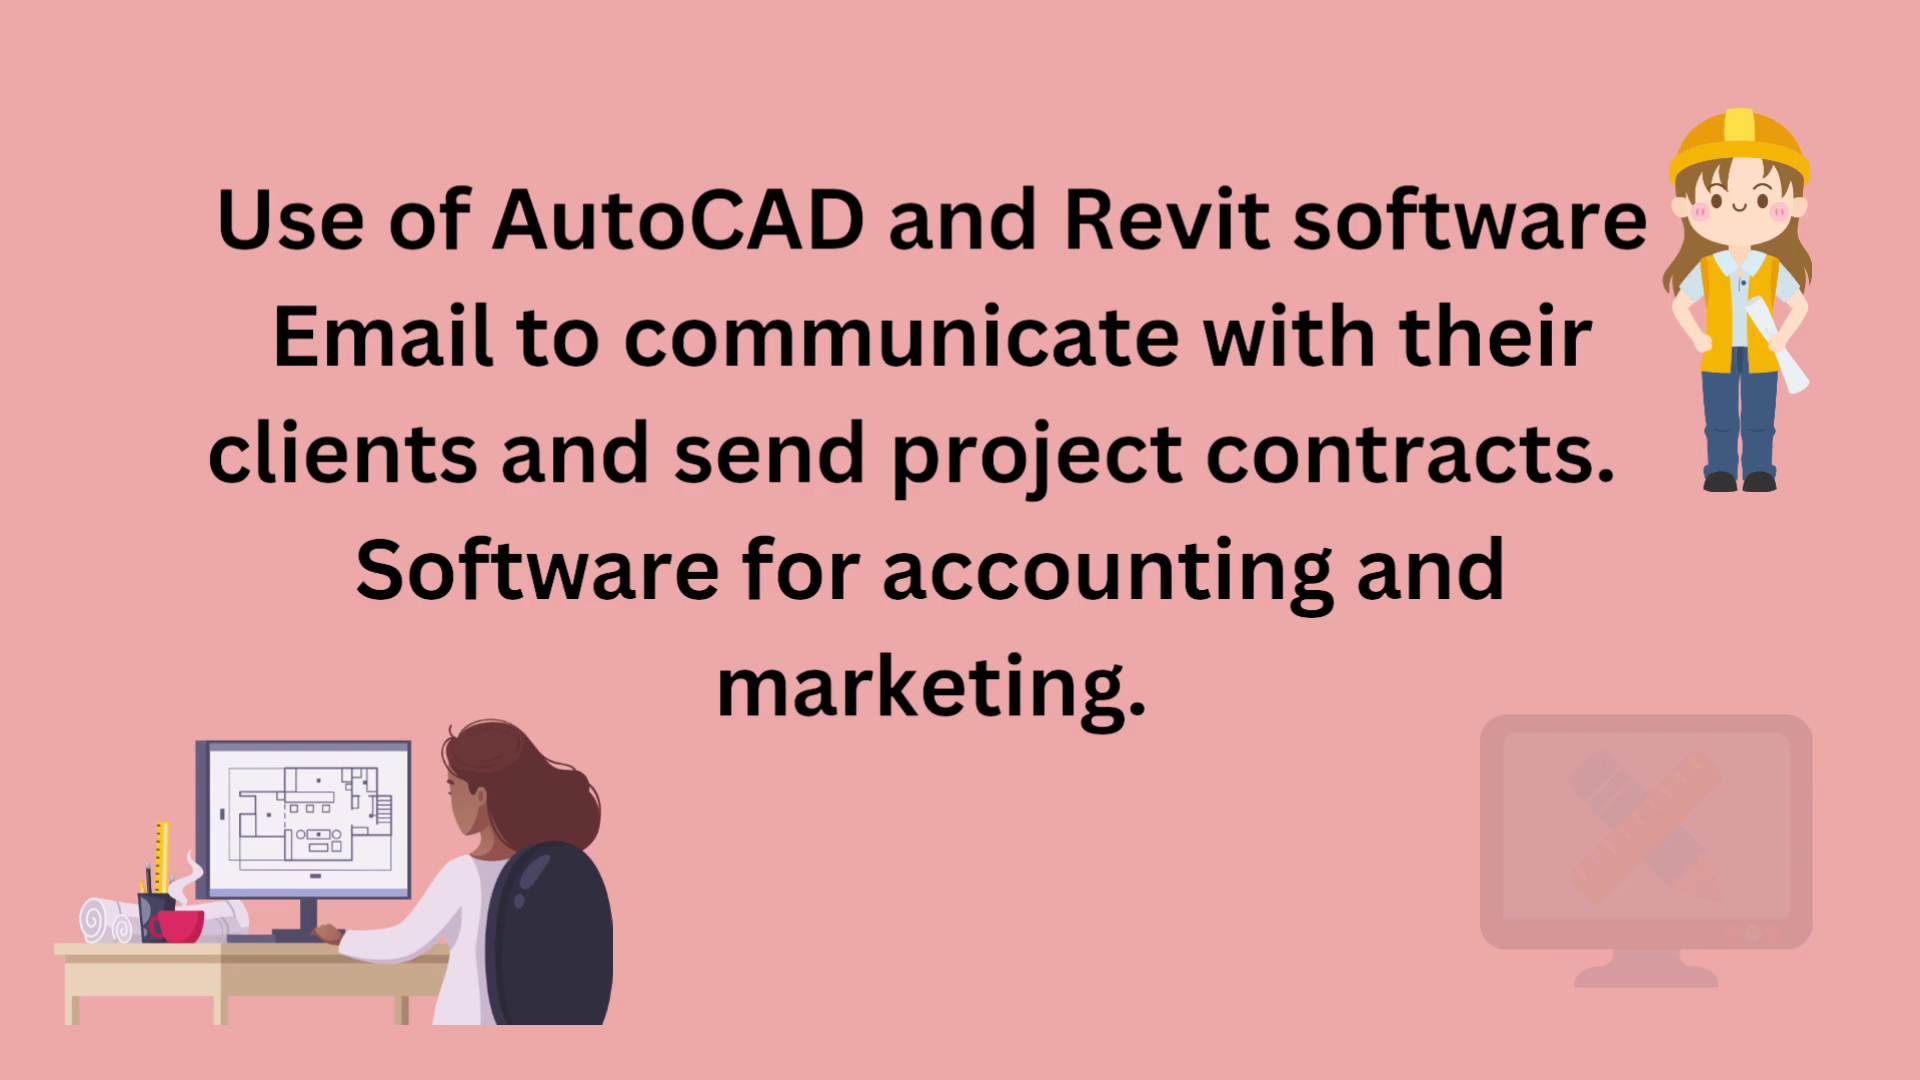 Use of AutoCAD and Revit software
Email to communicate with their
clients and send project contracts.
Software for accounting and
marketing.